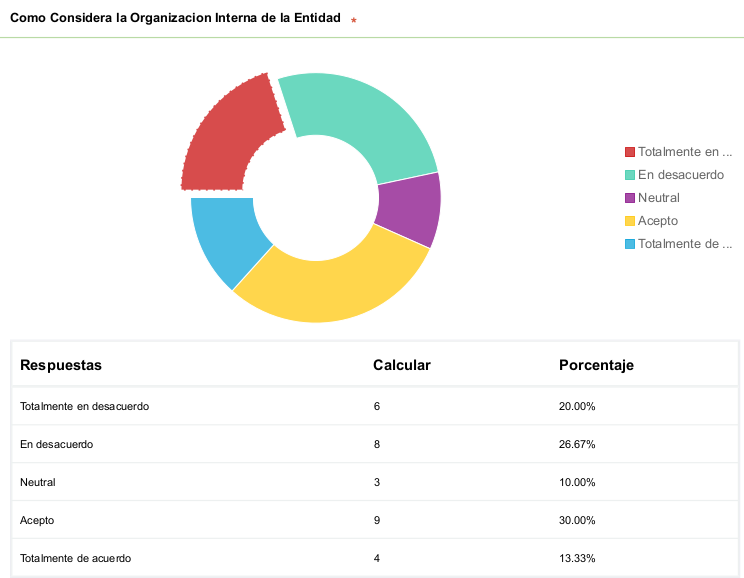 Como Considera la Organizacion Interna de la Entidad *
Totalmente en ...
En desacuerdo
Neutral
Acepto
Totalmente de ...
Respuestas Calcular Porcentaje
Totalmente en desacuerdo 6 20.00%
En desacuerdo 8 26.67%
Neutral 3 10.00%
Acepto 9 30.00%
Totalmente de acuerdo 4 13.33%